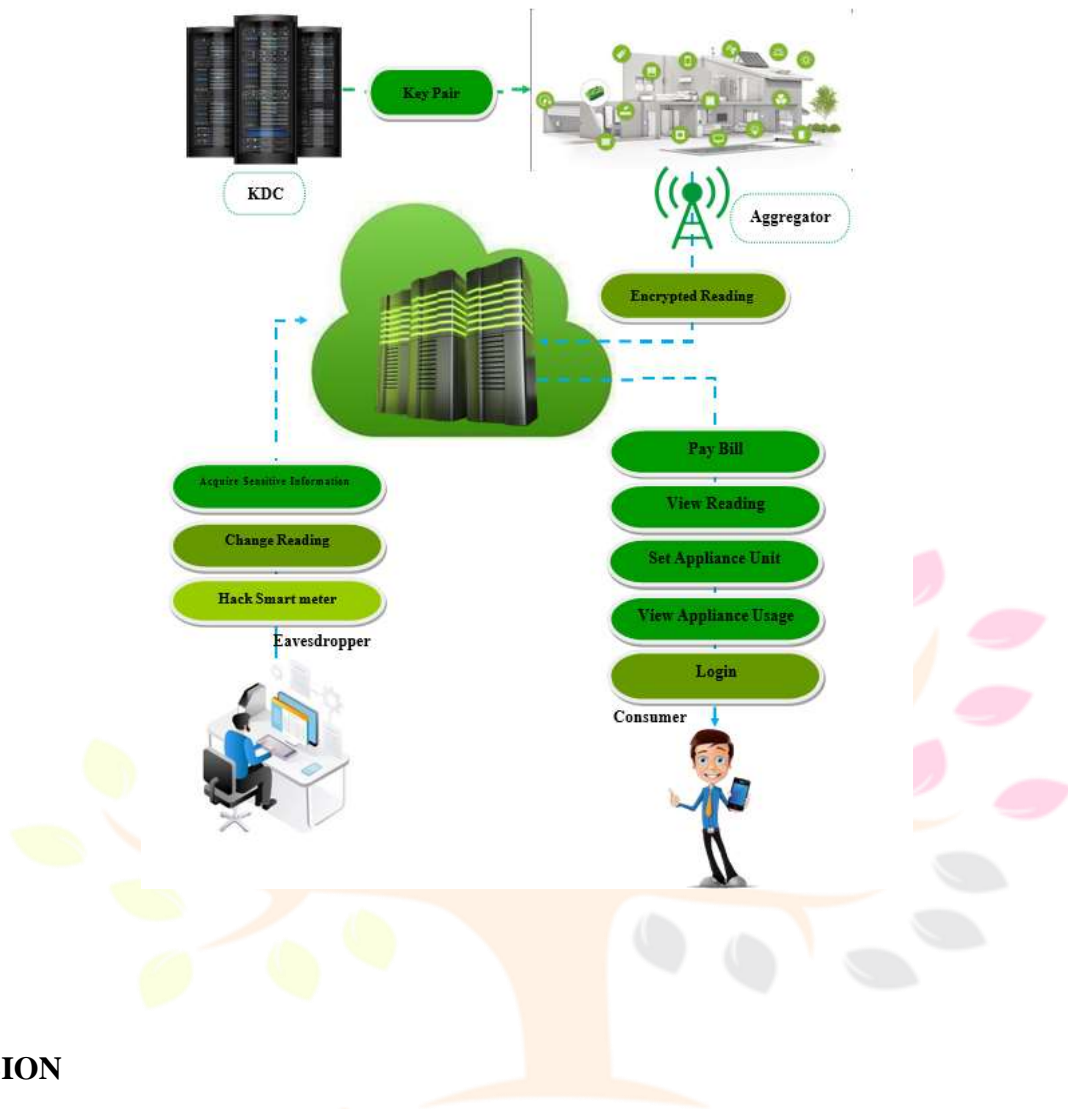 Key Pair
KDC
Aggregator
Encrypted Reading
Pay Bill
Acquire Sensitive Information
View Reading
Change Reading
Set Appliance Unit
Hack Smart meter
View Appliance Usage
Eavesdropper
Login
Consumer
ION